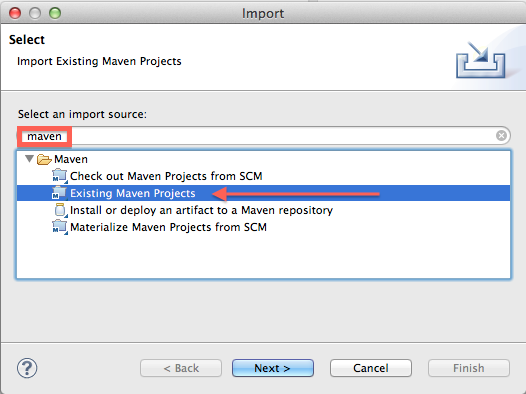 Import
Select
Import Existing Maven Projects
Select an import source:
maven
Maven
Check out Maven Projects from SCM
Existing Maven Projects
Install or deploy an artifact to a Maven repository
Materialize Maven Projects from SCM
? < Back Next > Cancel Finish